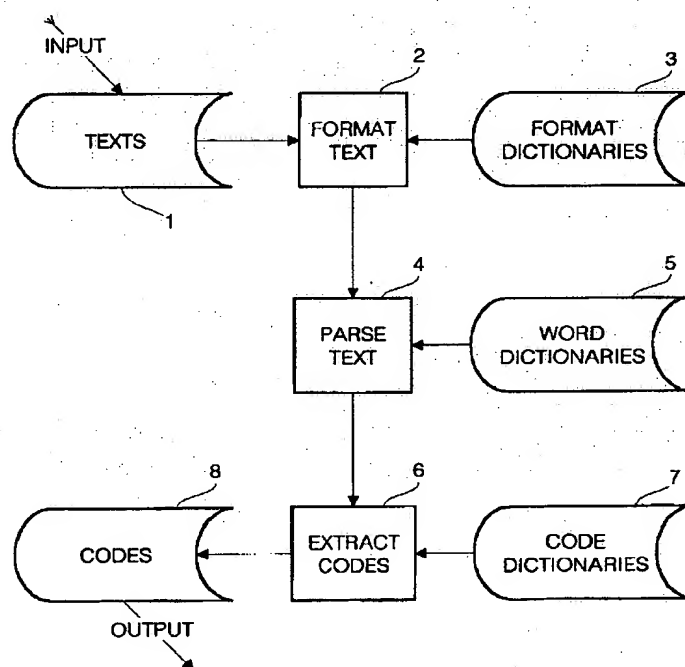 INPUT
2
3
TEXTS
FORMAT
TEXT
FORMAT
DICTIONARIES
1
4
5
PARSE
TEXT
WORD
DICTIONARIES
8
6
7
CODES
EXTRACT
CODES
CODE
DICTIONARIES
OUTPUT